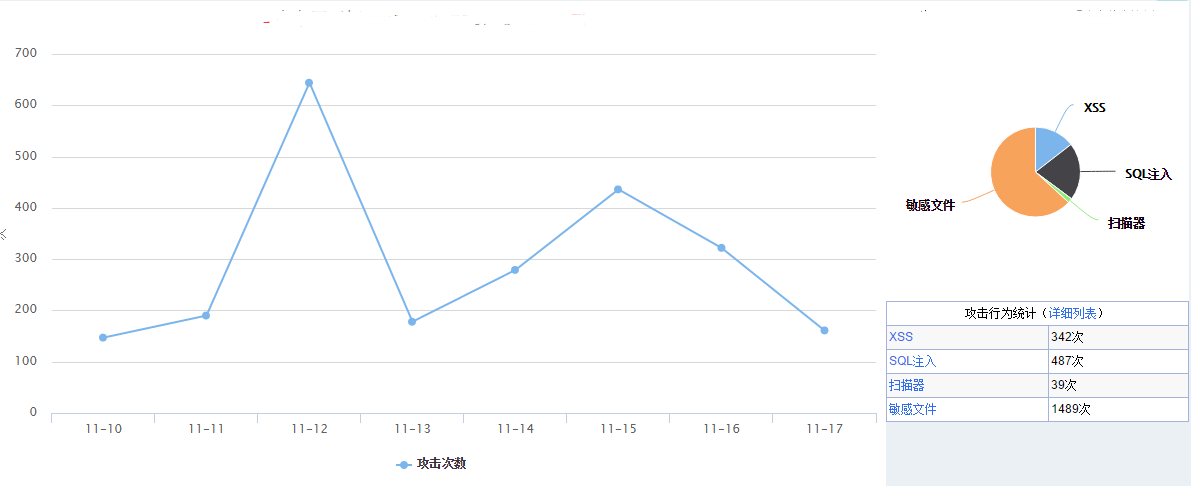 700
600
500
400
300
200
100
0
11-10 11-11 11-12 11-13 11-14 11-15 11-16 11-17
攻击次数
XSS
SQL注入
敏感文件
扫描器
攻击行为统计（详细列表）
XSS 342次
SQL注入 487次
扫描器 39次
敏感文件 1489次